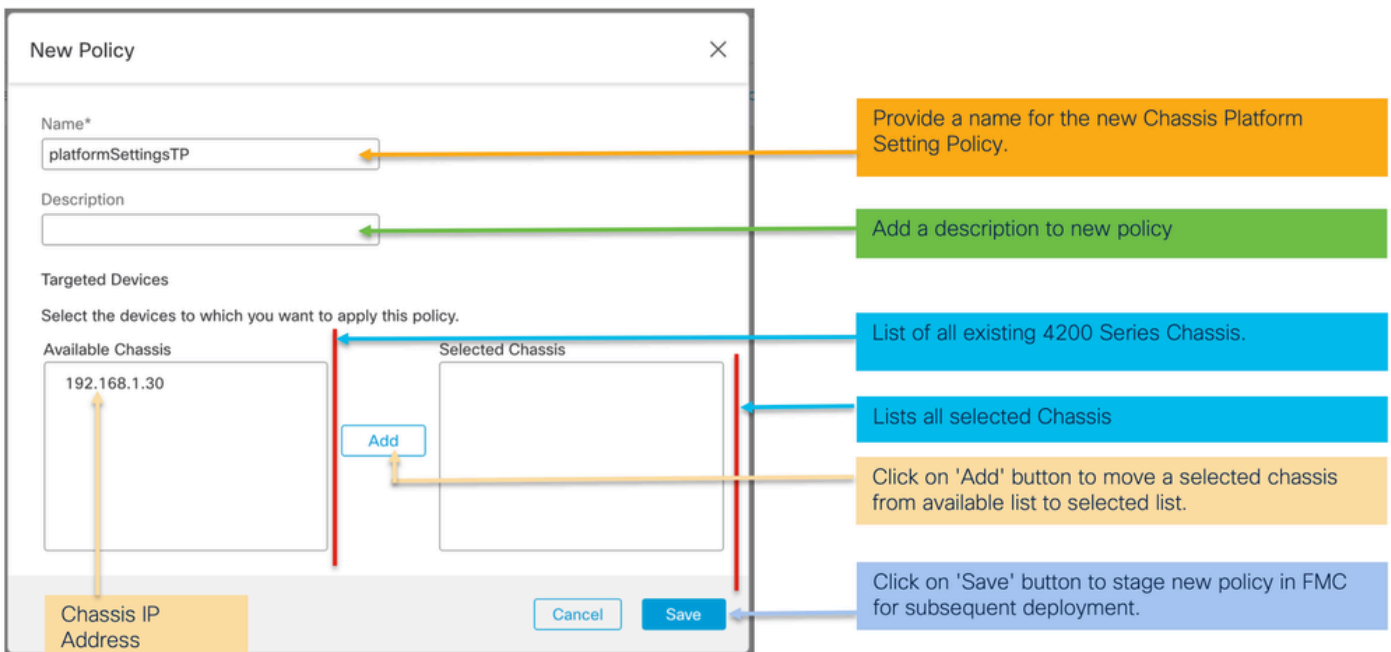 New Policy
Name*
platformSettingsTP
Description
Targeted Devices
Select the devices to which you want to apply this policy.
Available Chassis
192.168.1.30
Add
Selected Chassis
Chassis IP
Address
Cancel
Save
Provide a name for the new Chassis Platform
Setting Policy.
Add a description to new policy
List of all existing 4200 Series Chassis.
Lists all selected Chassis
Click on 'Add' button to move a selected chassis
from available list to selected list.
Click on 'Save' button to stage new policy in FMC
for subsequent deployment.